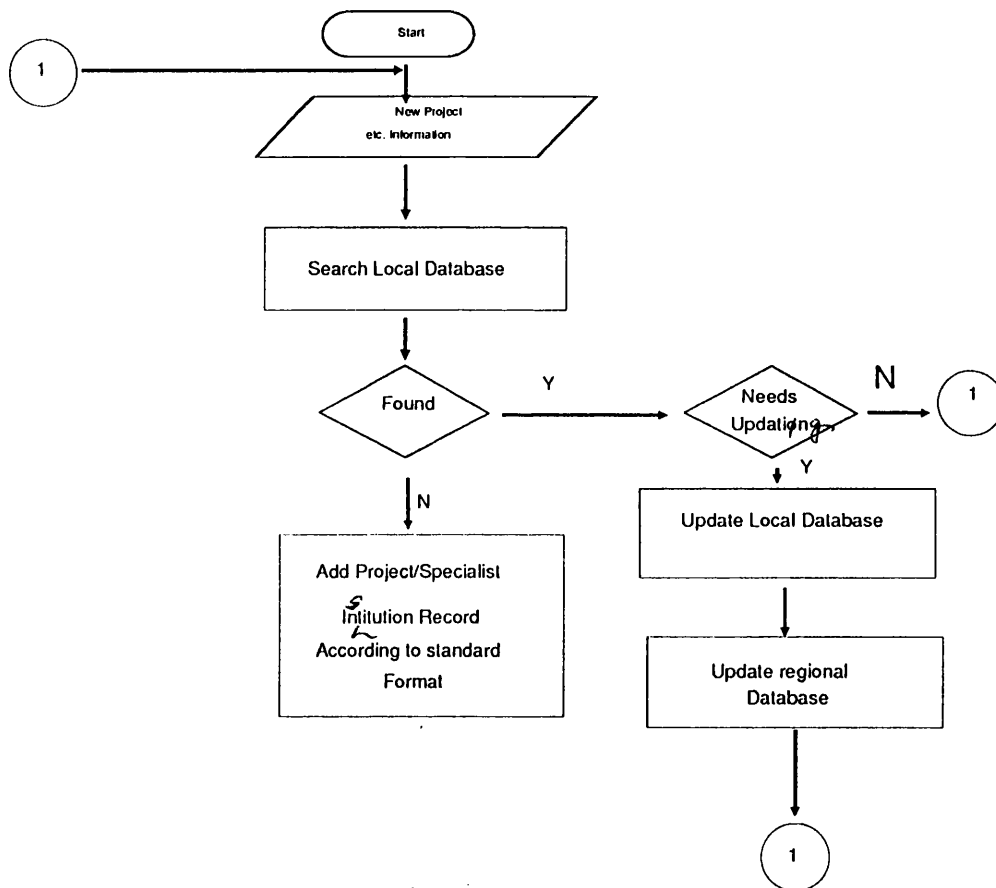 Start
1
New Project
etc. Information
Search Local Database
Found
Y
Needs
Updationg
N
1
N
Y
Add Project/Specialist
Intitution Record
s
According to standard
Format
Update Local Database
Update regional
Database
1